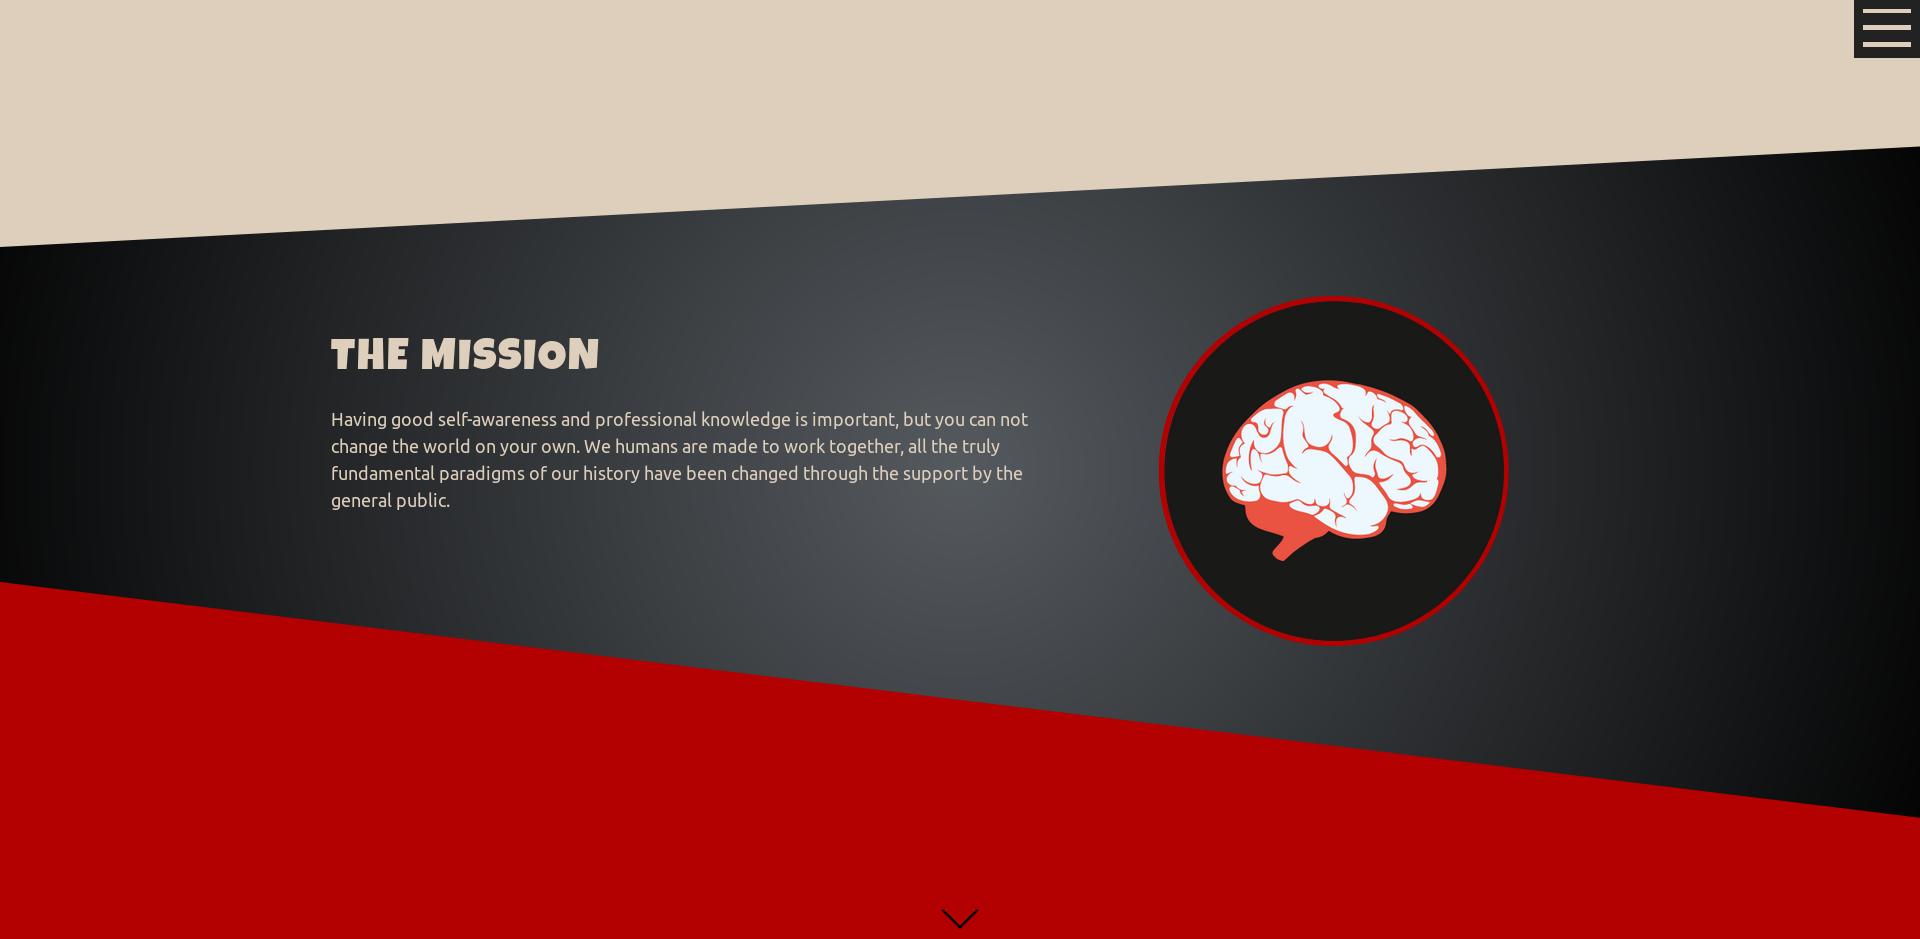 THE MISSION
Having good self-awareness and professional knowledge is important, but you can not
change the world on your own. We humans are made to work together, all the truly
fundamental paradigms of our history have been changed through the support by the
general public.